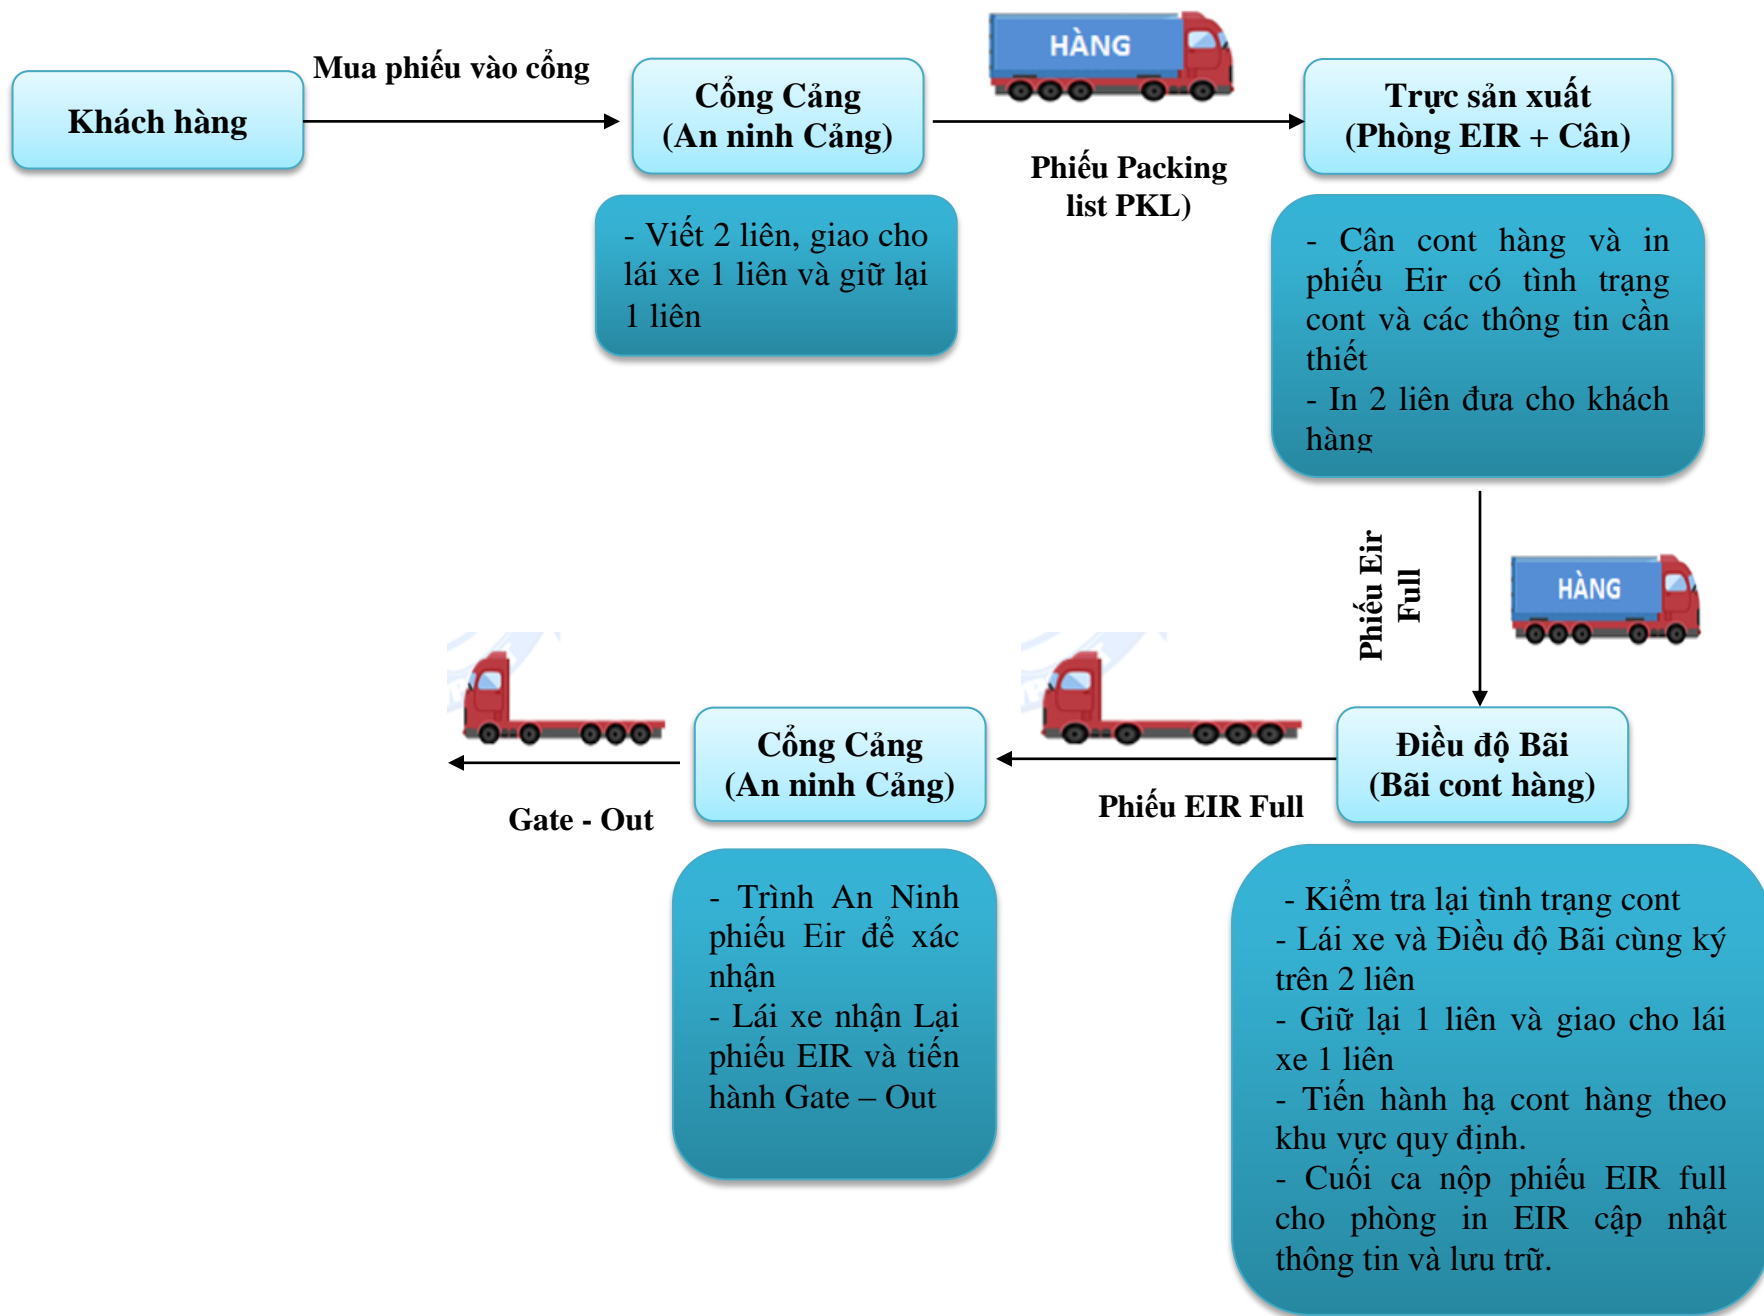 Khách hàng
Mua phiếu vào cổng
Cổng Cảng
(An ninh Cảng)
- Viết 2 liên, giao cho
lái xe 1 liên và giữ lại
1 liên
HÀNG
Phiếu Packing
list PKL)
Trực sản xuất
(Phòng EIR + Cân)
- Cân cont hàng và in
phiếu Eir có tình trạng
cont và các thông tin cần
thiết
- In 2 liên đưa cho khách
hàng
Phiếu Eir
Full
HÀNG
Điều độ Bãi
(Bãi cont hàng)
- Kiểm tra lại tình trạng cont
- Lái xe và Điều độ Bãi cùng ký
trên 2 liên
- Giữ lại 1 liên và giao cho lái
xe 1 liên
- Tiến hành hạ cont hàng theo
khu vực quy định.
- Cuối ca nộp phiếu EIR full
cho phòng in EIR cập nhật
thông tin và lưu trữ.
Phiếu EIR Full
Cổng Cảng
(An ninh Cảng)
- Trình An Ninh
phiếu Eir để xác
nhận
- Lái xe nhận Lại
phiếu EIR và tiến
hành Gate – Out
Gate - Out